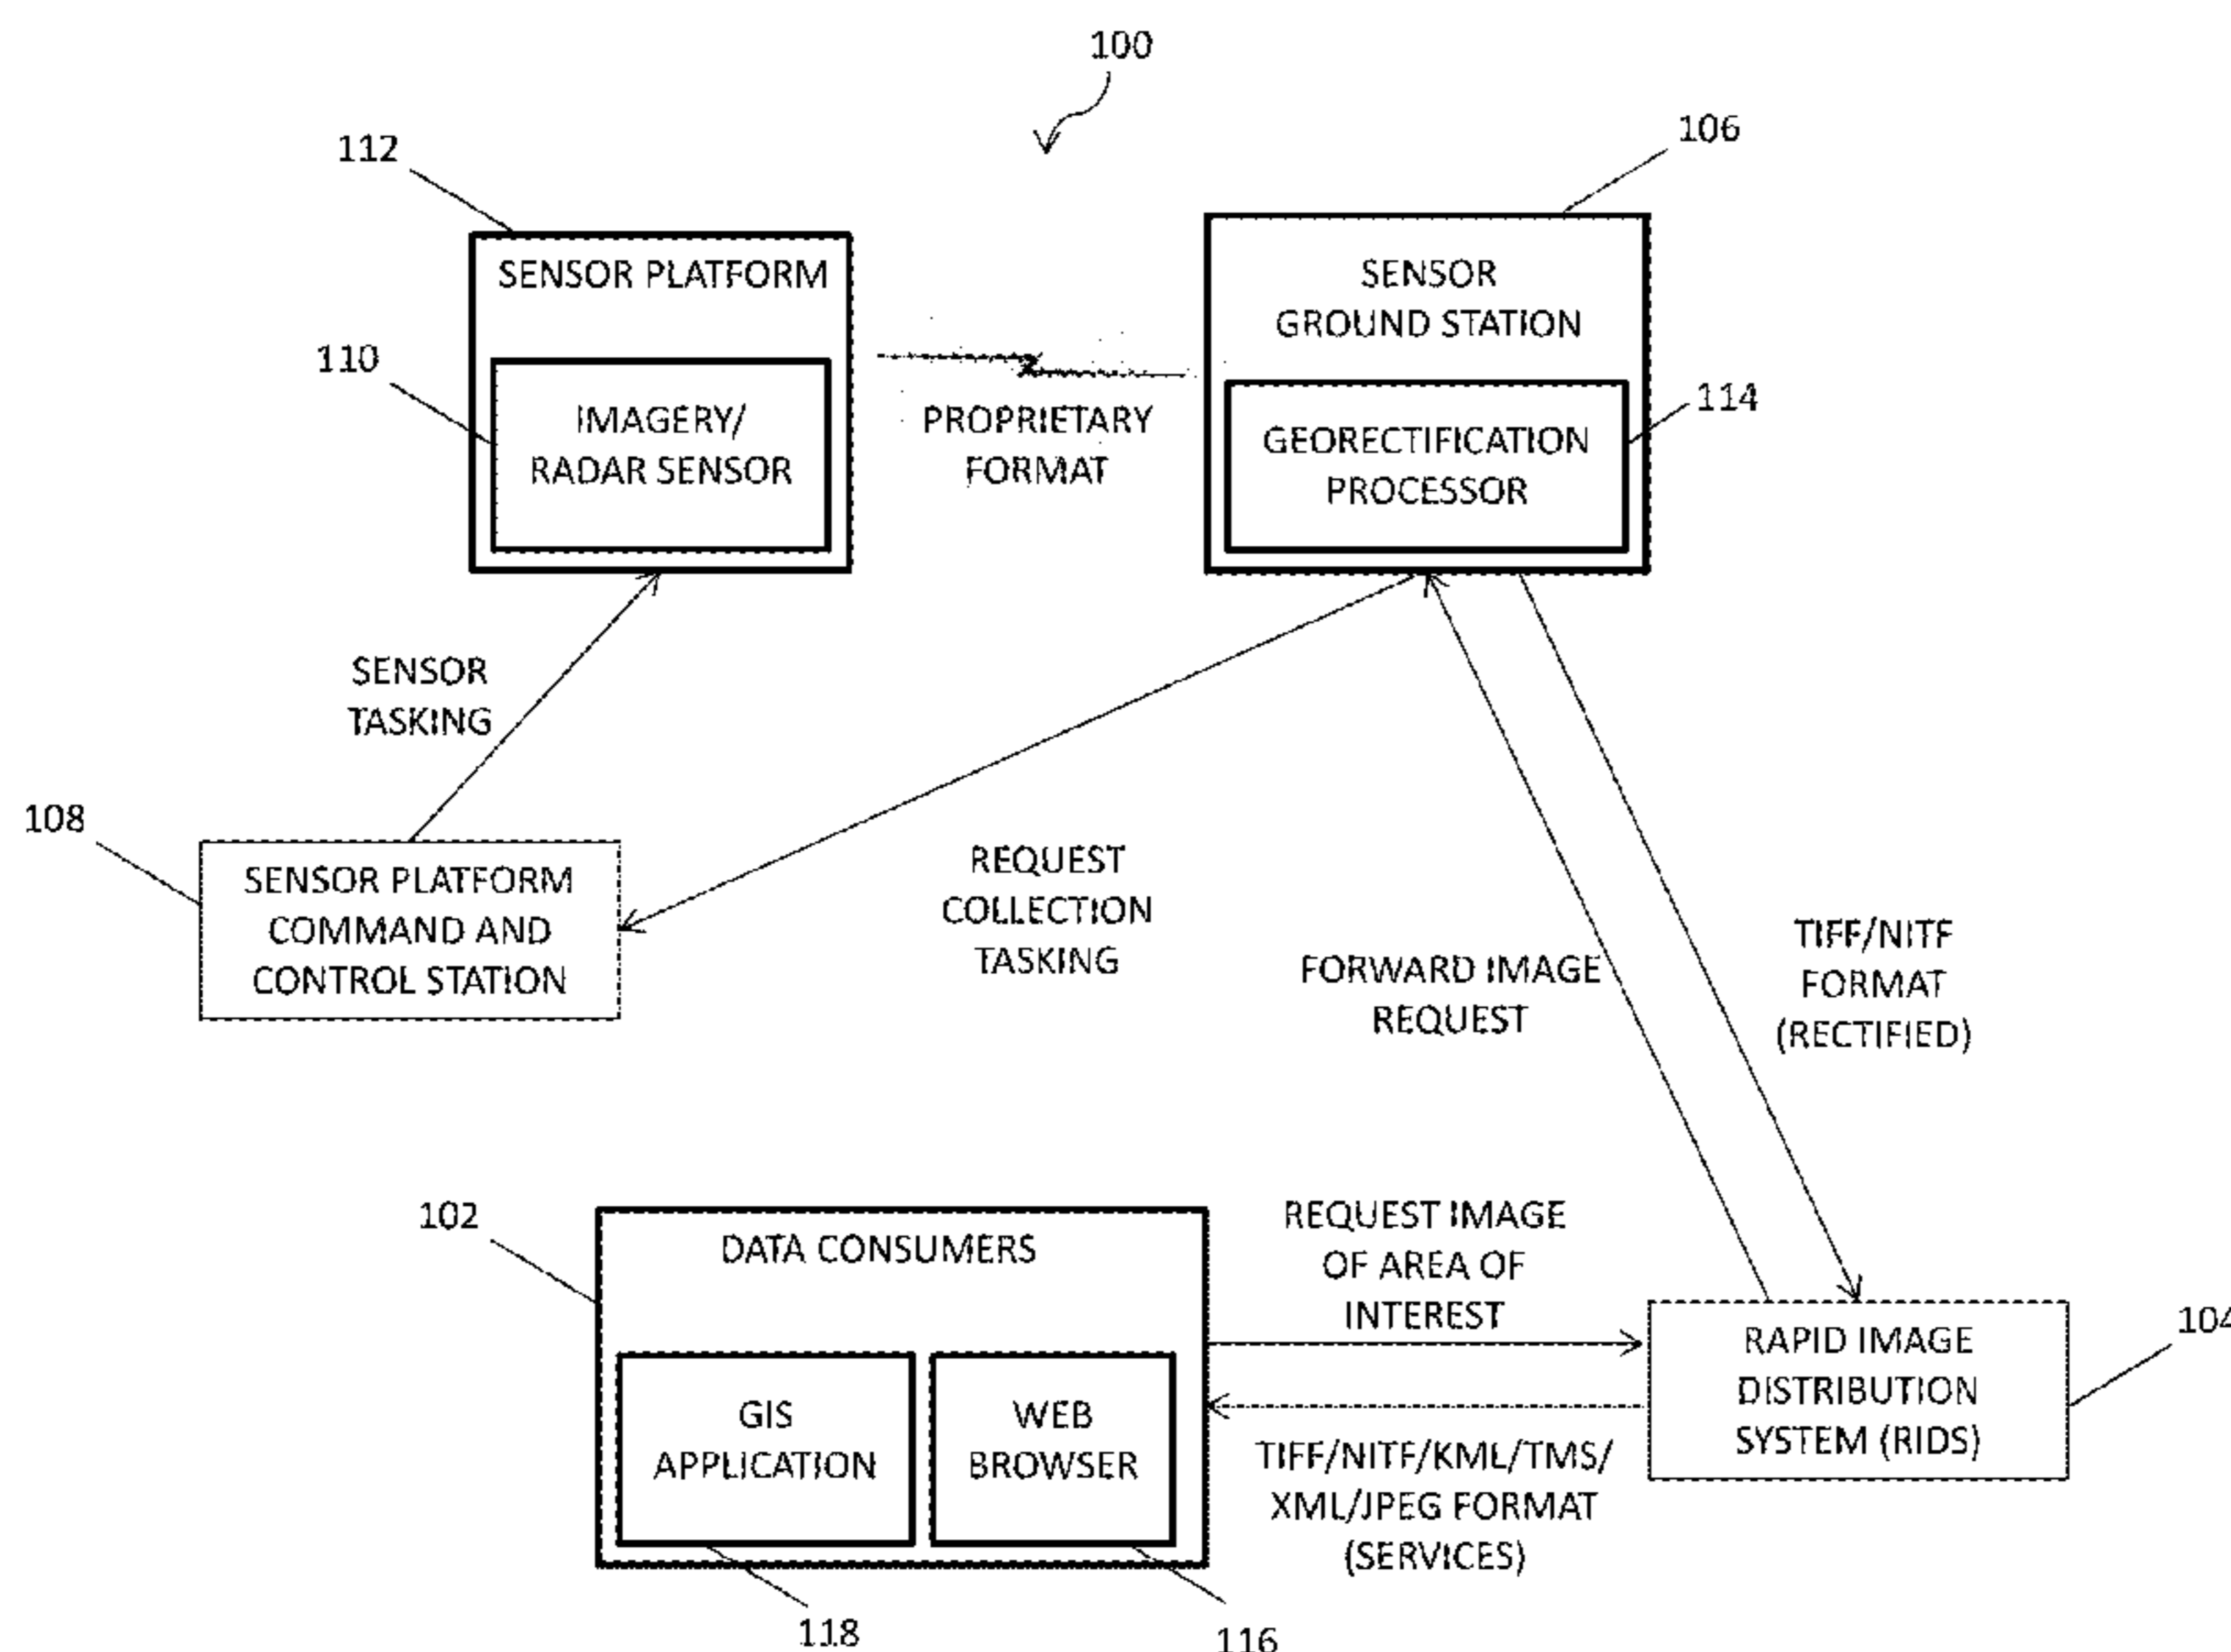 100
112
106
SENSOR PLATFORM
SENSOR
GROUND STATION
110
IMAGERY/
RADAR SENSOR
PROPRIETARY
FORMAT
114
GEORECTIFICATION
PROCESSOR
SENSOR
TASKING
108
SENSOR PLATFORM
COMMAND AND
CONTROL STATION
REQUEST
COLLECTION
TASKING
FORWARD IMAGE
REQUEST
TIFF/NITF
FORMAT
(RECTIFIED)
102
DATA CONSUMERS
REQUEST IMAGE
OF AREA OF
INTEREST
104
RAPID IMAGE
DISTRIBUTION
SYSTEM (RIDS)
GIS
APPLICATION
WEB
BROWSER
TIFF/NITF/KML/TMS/
XML/JPEG FORMAT
(SERVICES)
118
116